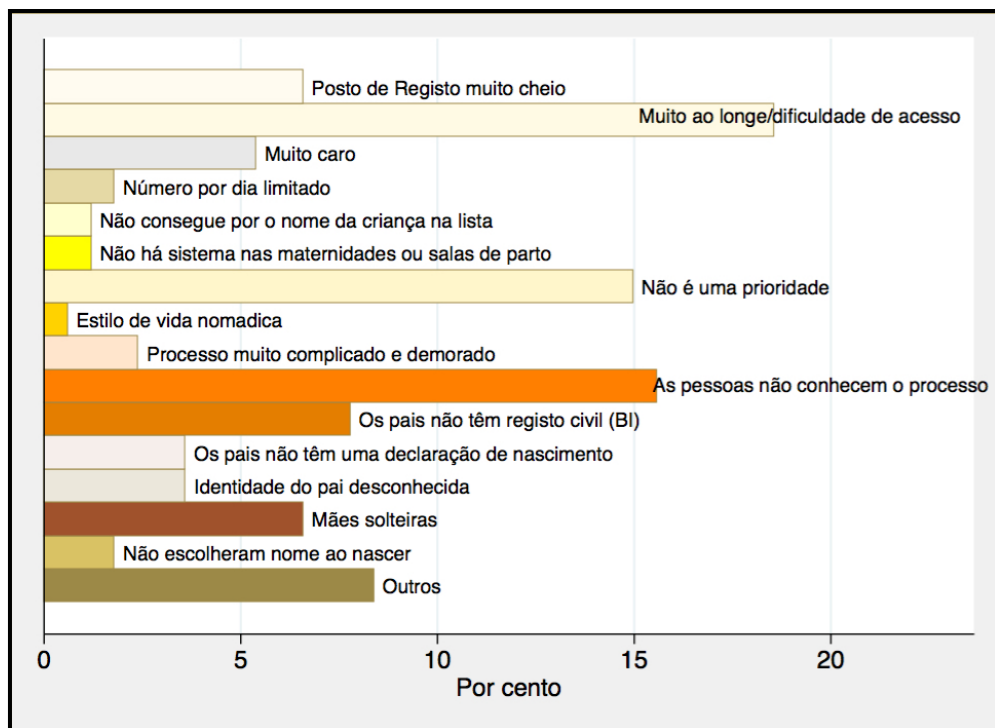 Posto de Registo muito cheio
Muito ao longe/dificuldade de acesso
Muito caro
Número por dia limitado
Não consegue por o nome da criança na lista
Não há sistema nas maternidades ou salas de parto
Não é uma prioridade
Estilo de vida nomadica
Processo muito complicado e demorado
As pessoas não conhecem o processo
Os pais não têm registo civil (BI)
Os pais não têm uma declaração de nascimento
Identidade do pai desconhecida
Mães solteiras
Não escolheram nome ao nascer
Outros
0 5 10 15 20
Por cento